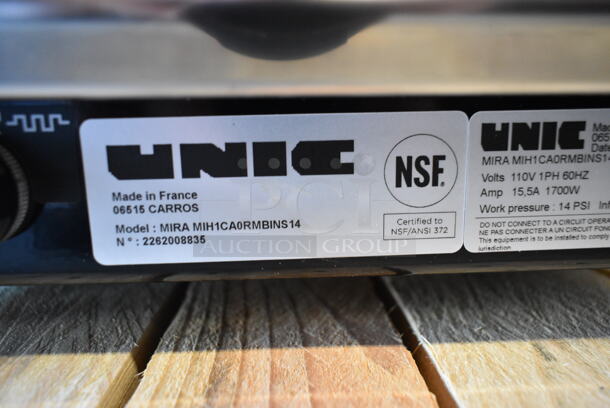 UNIC
Made in France
06515 CARROS
Model : MIRA MIH1CA0RMBINS14
N° : 2262008835
NSF.
Certified to
NSF/ANSI 372
PCI
AUCTION GROUP
UNIC
MIRA MIH1CA0RMBINS14
Volts 110V 1PH 60HZ
Amp 15,5A 1700W
Work pressure : 14 PSI
DO NOT CONNECT TO A CIRCUIT OPERA
NE PAS CONNECTER A UN CIRCUIT FONC
This equipement is to be installed to comply
jurisdiction.